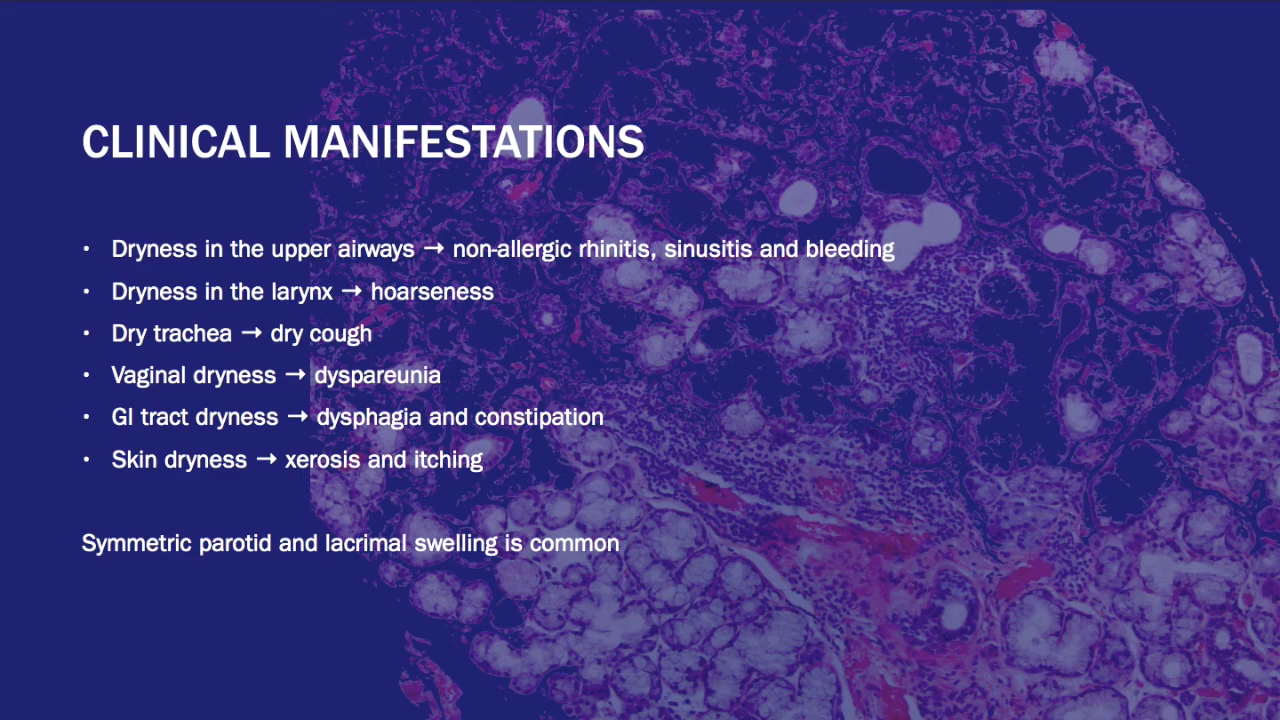 CLINICAL MANIFESTATIONS
• Dryness in the upper airways → non-allergic rhinitis, sinusitis and bleeding
• Dryness in the larynx → hoarseness
• Dry trachea → dry cough
• Vaginal dryness → dyspareunia
• GI tract dryness → dysphagia and constipation
• Skin dryness → xerosis and itching
Symmetric parotid and lacrimal swelling is common